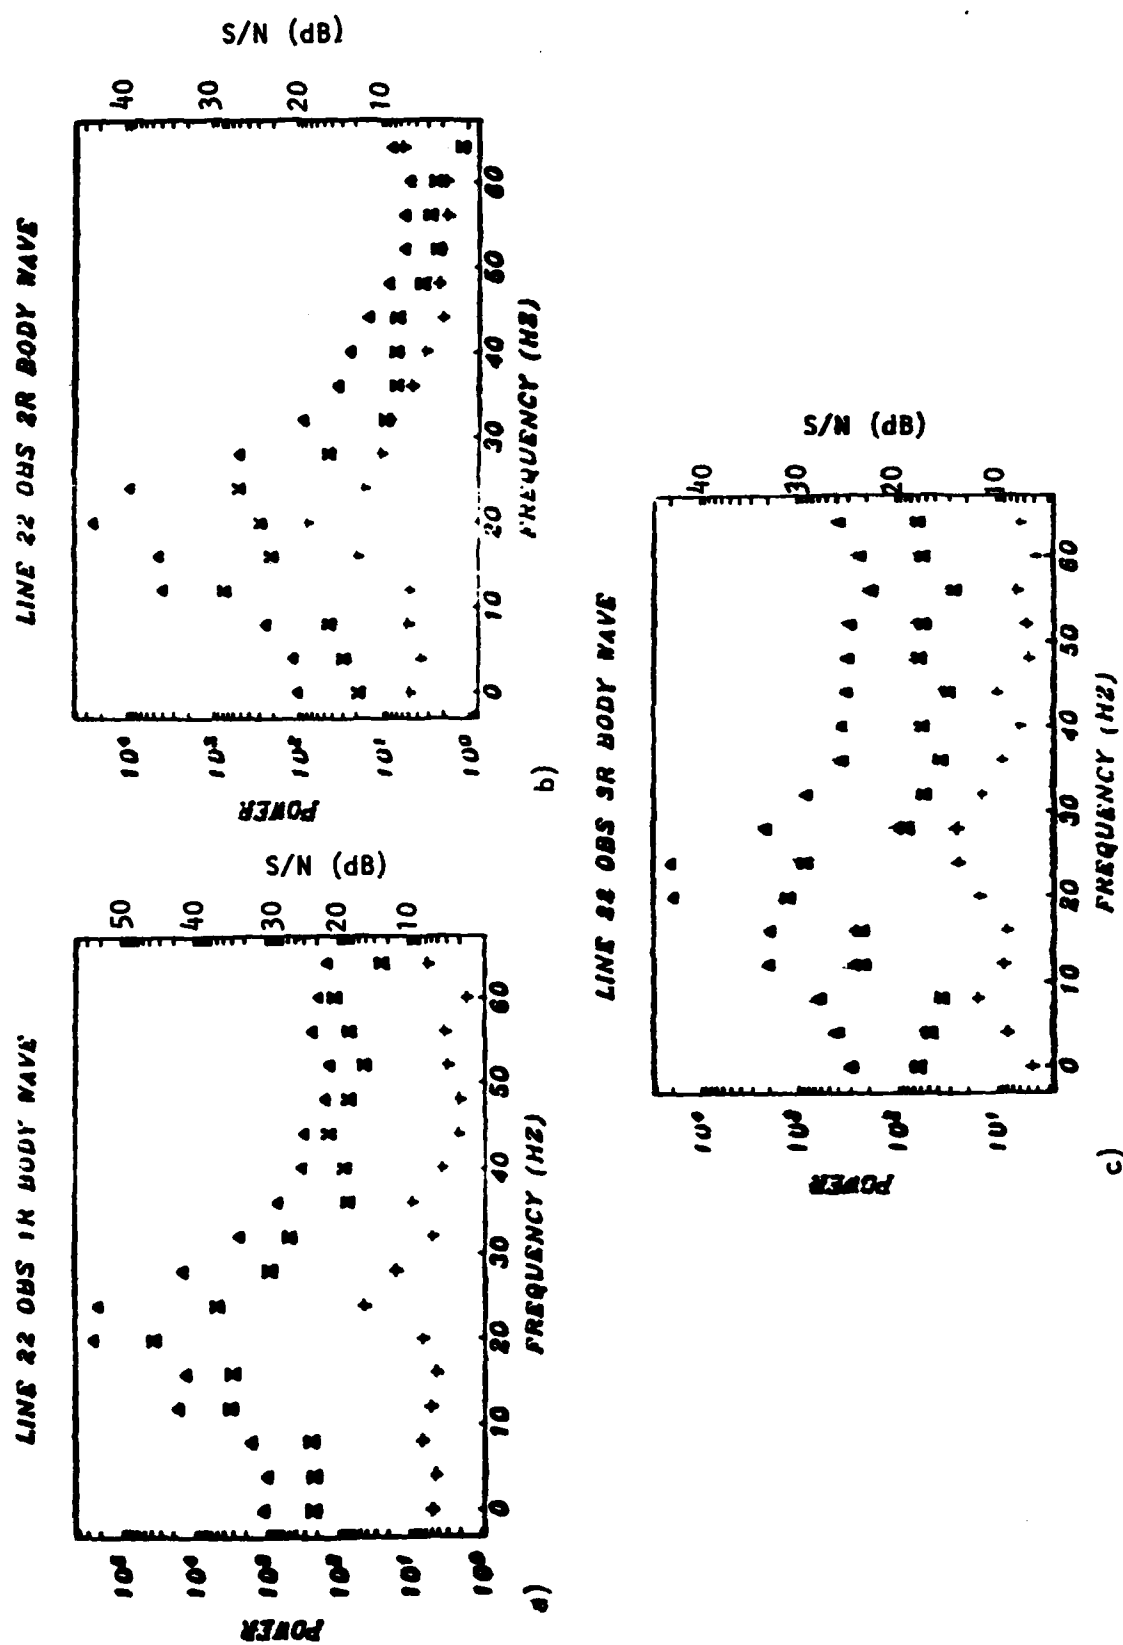 LINE 22 OBS 1R BODY WAVE
POWER
10⁵
10⁴
10³
10²
10¹
10⁰
50
40
30
20
10
S/N (dB)
0 10 20 30 40 50 60
FREQUENCY (HZ)
a)
LINE 22 OBS 2R BODY WAVE
POWER
10⁴
10³
10²
10¹
10⁰
40
30
20
10
S/N (dB)
0 10 20 30 40 50 60
FREQUENCY (HZ)
b)
LINE 22 OBS 3R BODY WAVE
POWER
10⁴
10³
10²
10¹
40
30
20
10
S/N (dB)
0 10 20 30 40 50 60
FREQUENCY (HZ)
c)